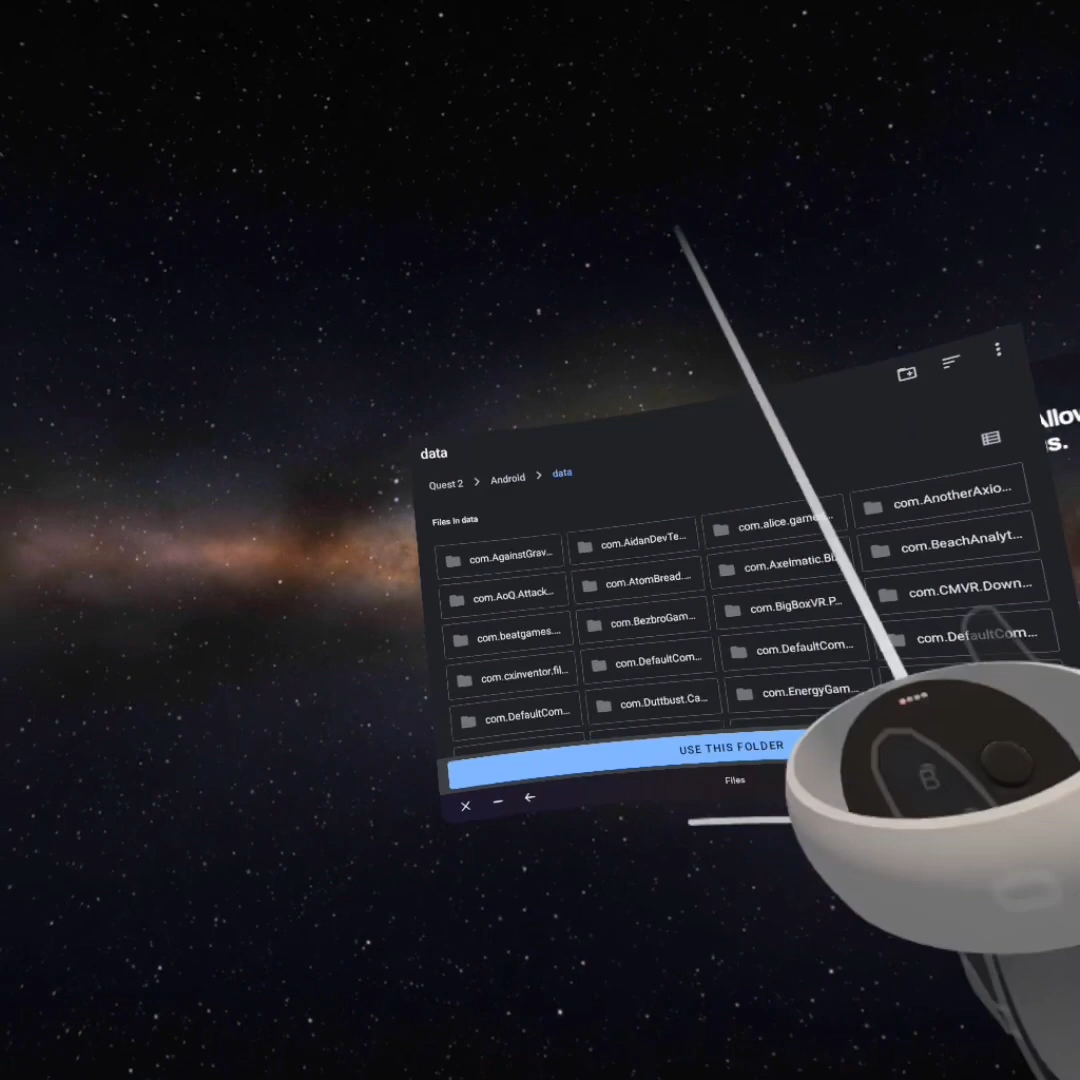 data
Quest 2 > Android > data
Files in data
com.AgainstGrav...
com.AidanDevTe...
com.alice.game
com.AnotherAxio...
com.AoQ.Attack...
com.AtomBread....
com.Axelmatic.Bl
com.BeachAnalyt...
com.beatgames....
com.BezbroGam...
com.BigBoxVR.P...
com.CMVR.Down...
com.cxinventor.fil...
com.DefaultCom...
com.DefaultCom...
com.DefaultCom...
com.DefaultCom...
com.Duttbust.Ca...
com.EnergyGam...
USE THIS FOLDER
Files
s.
B